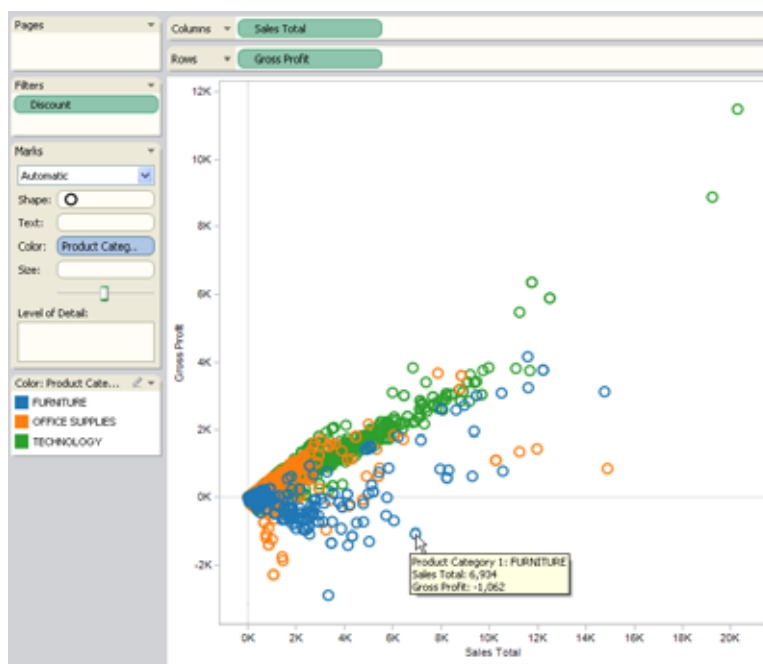 Pages
Columns Sales Total
Rows Gross Profit
Filters
Discount
Marks
Automatic
Shape:
Text:
Color: Product Categ...
Size:
Level of Detail:
Color: Product Cate...
FURNITURE
OFFICE SUPPLIES
TECHNOLOGY
12K
10K
8K
6K
4K
2K
0K
-2K
Gross Profit
Product Category 1: FURNITURE
Sales Total: 6,934
Gross Profit: -1,062
0K 2K 4K 6K 8K 10K 12K 14K 16K 18K 20K
Sales Total